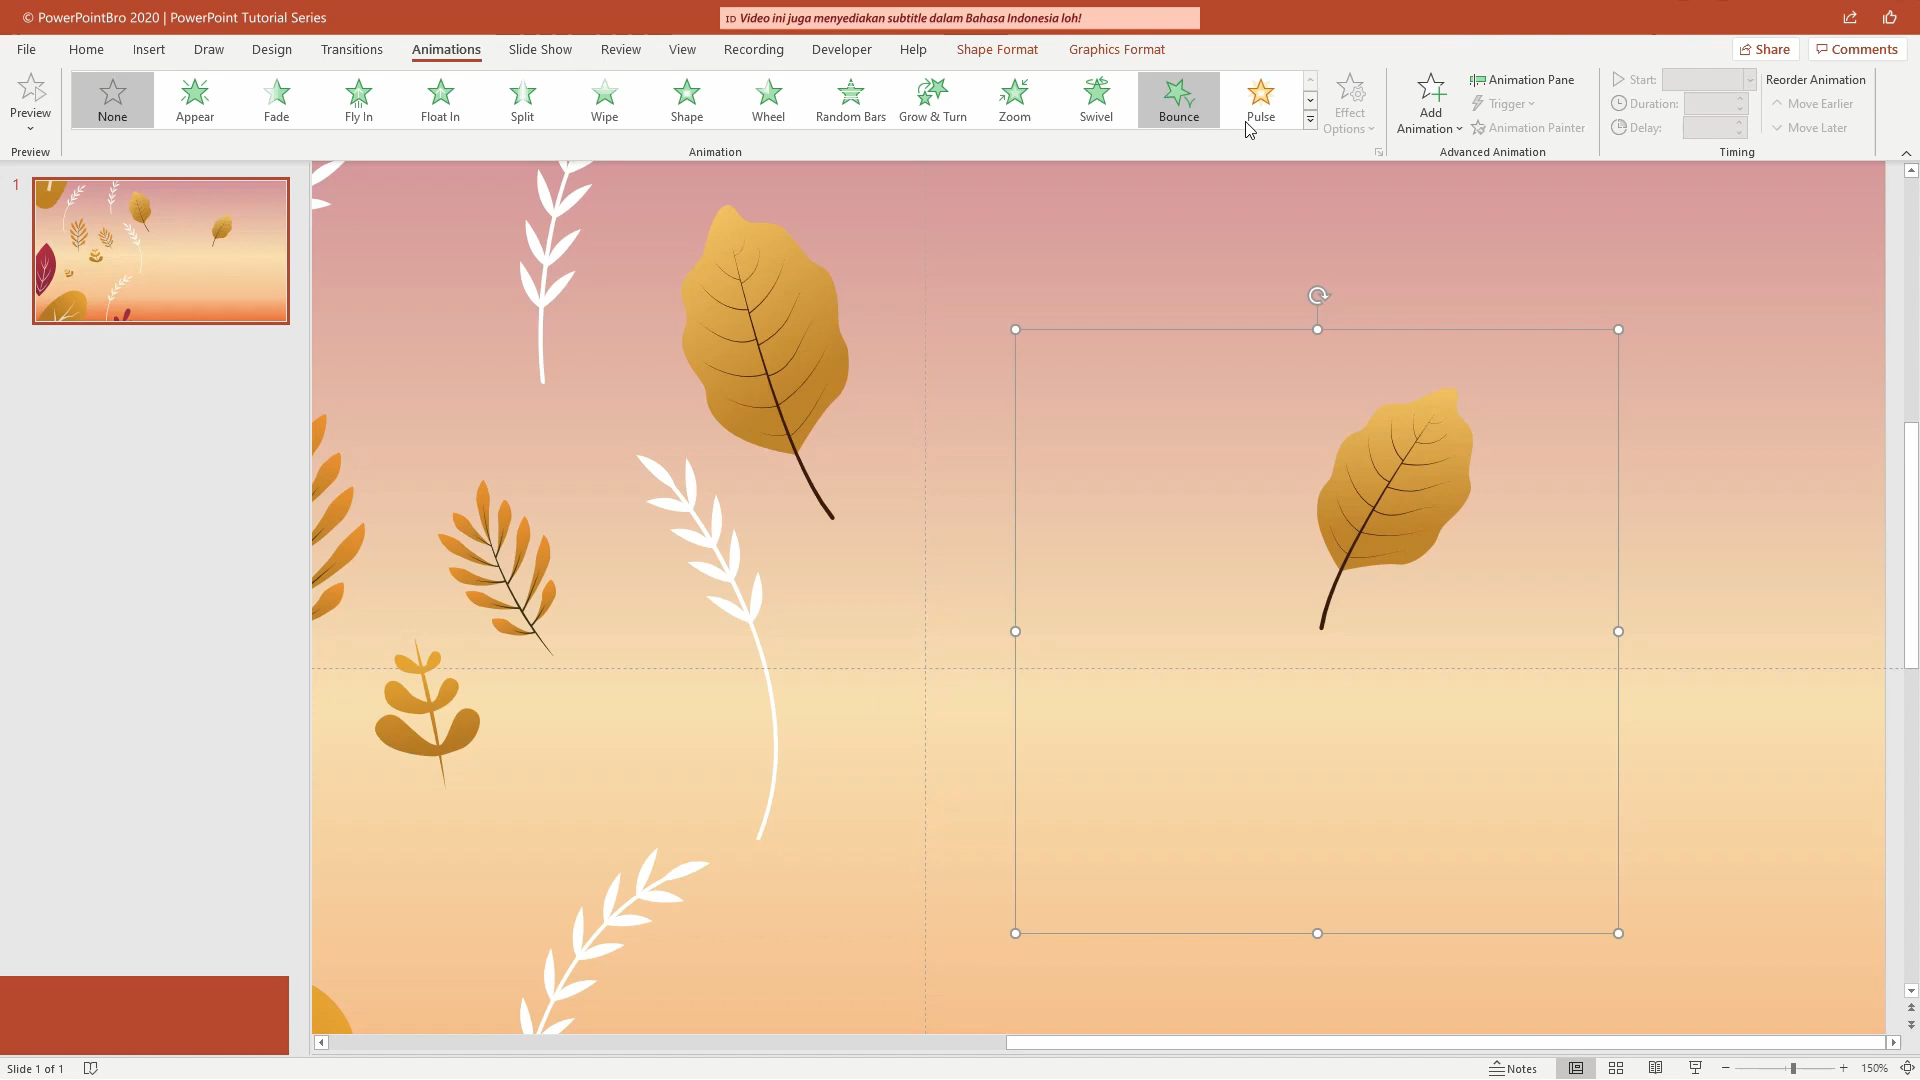 © PowerPointBro 2020 | PowerPoint Tutorial Series
ID Video ini juga menyediakan subtitle dalam Bahasa Indonesia loh!
File Home Insert Draw Design Transitions Animations Slide Show Review View Recording Developer Help Shape Format Graphics Format Share Comments
Preview
None Appear Fade Fly In Float In Split Wipe Shape Wheel Random Bars Grow & Turn Zoom Swivel Bounce Pulse
Effect
Options
Add
Animation
Animation Pane
Trigger
Animation Painter
Start:
Duration:
Delay:
Reorder Animation
Move Earlier
Move Later
Preview Animation Advanced Animation Timing
1
Slide 1 of 1 Notes 150%